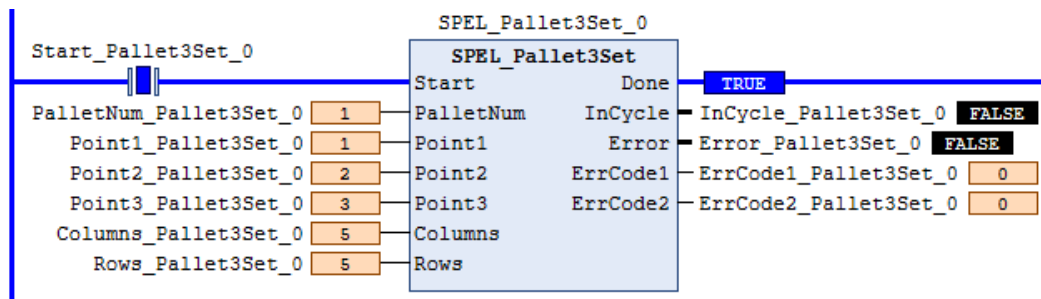 SPEL_Pallet3Set_0
Start_Pallet3Set_0 SPEL_Pallet3Set
Start Done TRUE
PalletNum_Pallet3Set_0 1 PalletNum InCycle InCycle_Pallet3Set_0 FALSE
Point1_Pallet3Set_0 1 Point1 Error Error_Pallet3Set_0 FALSE
Point2_Pallet3Set_0 2 Point2 ErrCode1 ErrCode1_Pallet3Set_0 0
Point3_Pallet3Set_0 3 Point3 ErrCode2 ErrCode2_Pallet3Set_0 0
Columns_Pallet3Set_0 5 Columns
Rows_Pallet3Set_0 5 Rows